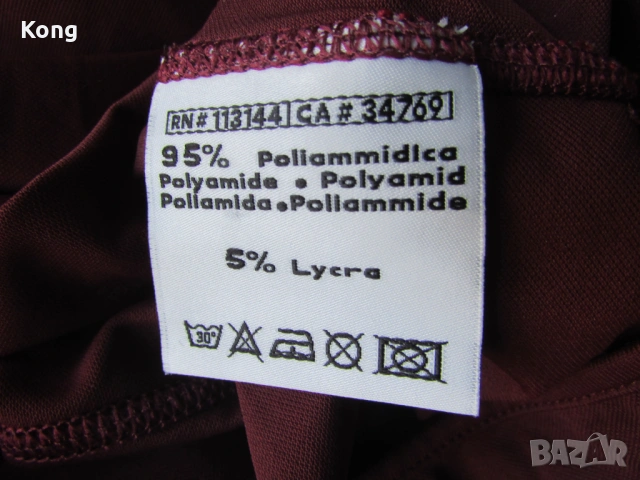 Kong
RN# 113144 CA # 34769
95% Poliammidica
Polyamide • Polyamid
Poliamida • Poliammide
5% Lycra
30°
BAZAR